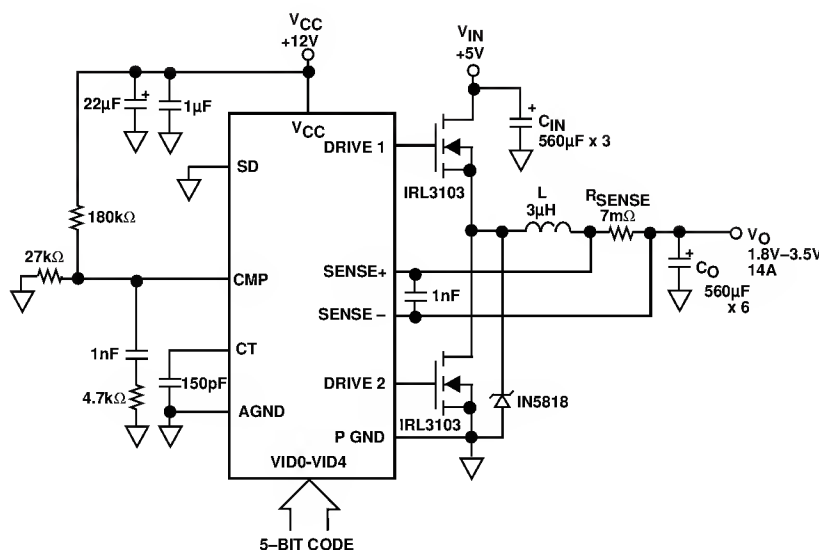 VCC
+12V
VIN
+5V
22µF
+
1µF
VCC
+
CIN
560µF x 3
DRIVE 1
SD
IRL3103
L
3µH
RSENSE
7mΩ
180kΩ
27kΩ
VO
1.8V–3.5V
14A
+
CO
560µF
x 6
SENSE+
CMP
1nF
SENSE –
1nF
CT
150pF
DRIVE 2
4.7kΩ
AGND
IN5818
IRL3103
P GND
VID0-VID4
5–BIT CODE